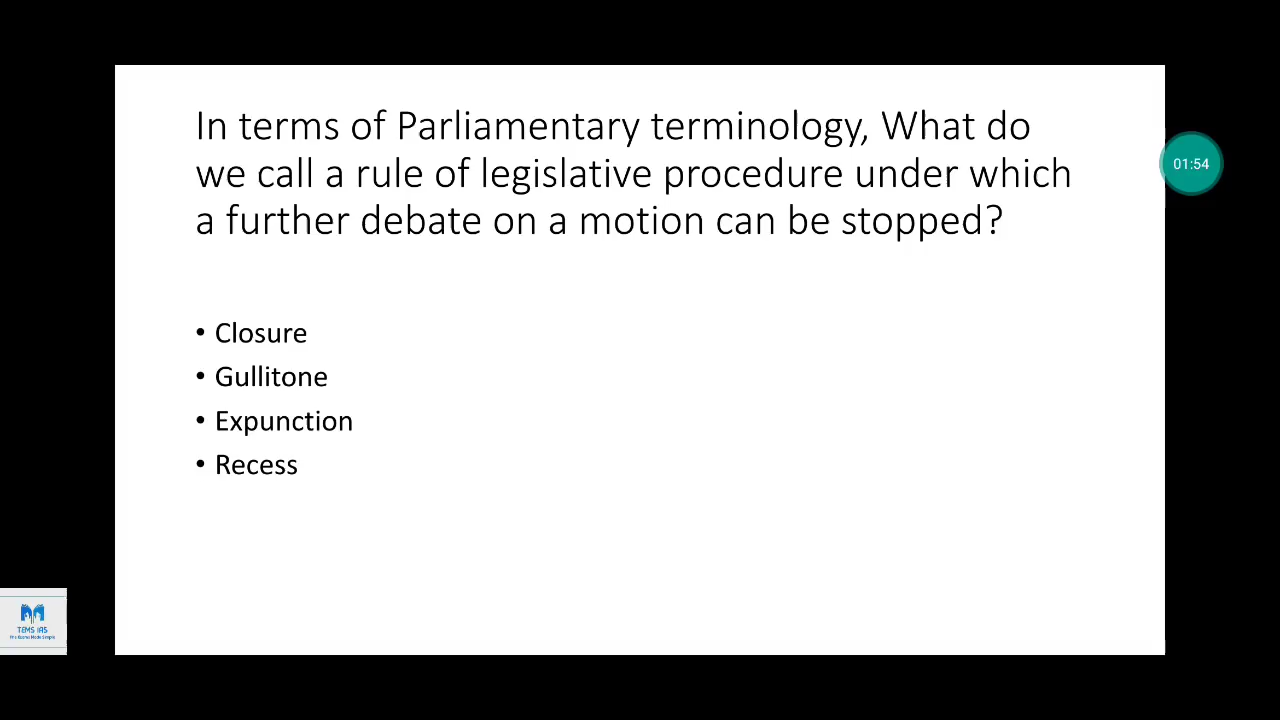 In terms of Parliamentary terminology, What do
we call a rule of legislative procedure under which
a further debate on a motion can be stopped?
01:54
• Closure
• Gullitone
• Expunction
• Recess
TEMS IAS